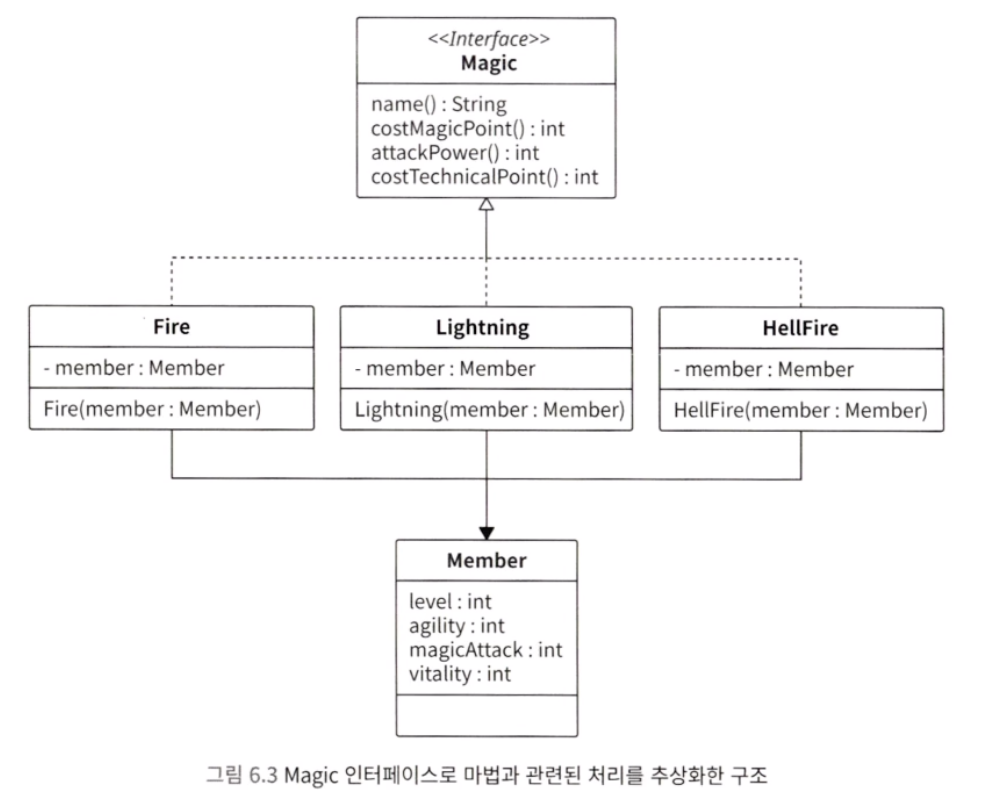 <<Interface>>
Magic
name() : String
costMagicPoint() : int
attackPower() : int
costTechnicalPoint() : int
Fire
- member : Member
Fire(member : Member)
Lightning
- member : Member
Lightning(member : Member)
HellFire
- member : Member
HellFire(member : Member)
Member
level : int
agility : int
magicAttack : int
vitality : int
그림 6.3 Magic 인터페이스로 마법과 관련된 처리를 추상화한 구조